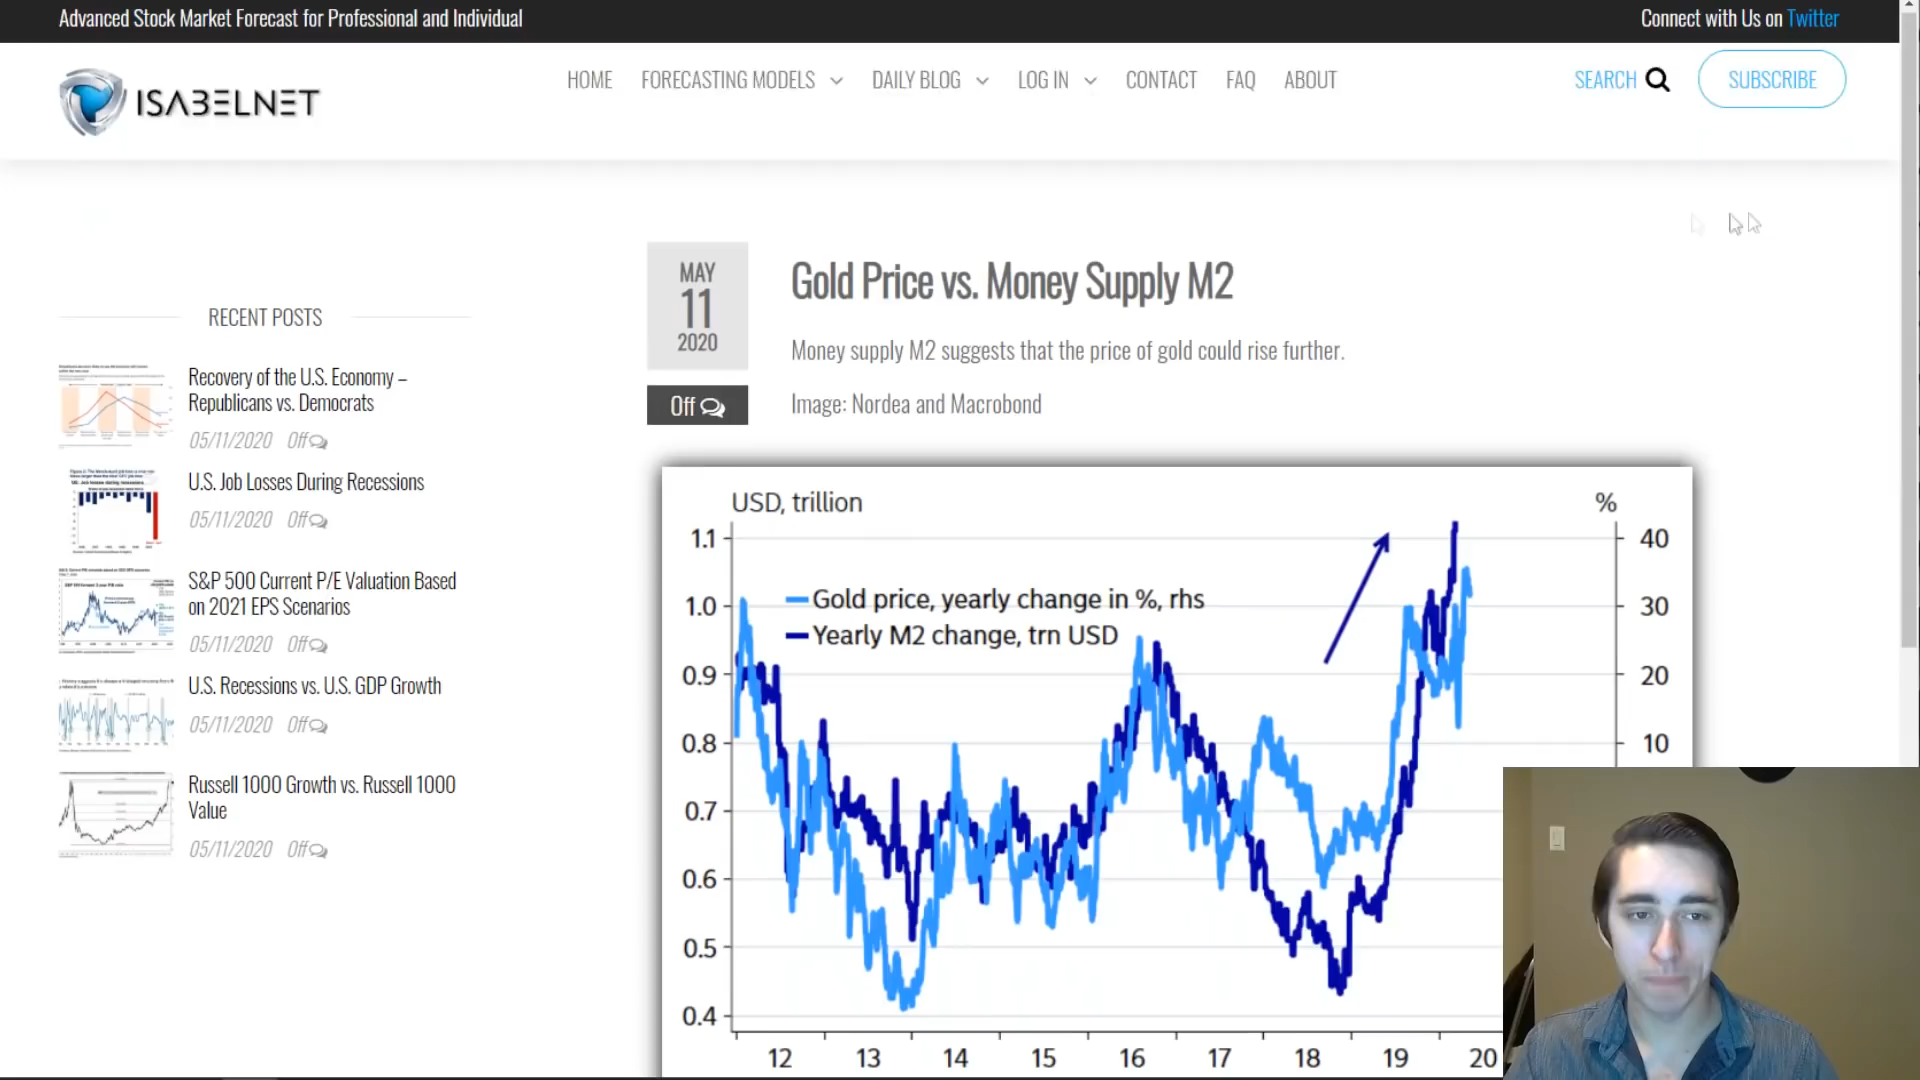 Advanced Stock Market Forecast for Professional and Individual
Connect with Us on Twitter
ISABELNET
HOME
FORECASTING MODELS
DAILY BLOG
LOG IN
CONTACT
FAQ
ABOUT
SEARCH
SUBSCRIBE
RECENT POSTS
Recovery of the U.S. Economy –
Republicans vs. Democrats
05/11/2020 Off
U.S. Job Losses During Recessions
05/11/2020 Off
S&P 500 Current P/E Valuation Based
on 2021 EPS Scenarios
05/11/2020 Off
U.S. Recessions vs. U.S. GDP Growth
05/11/2020 Off
Russell 1000 Growth vs. Russell 1000
Value
05/11/2020 Off
MAY
11
2020
Off
Gold Price vs. Money Supply M2
Money supply M2 suggests that the price of gold could rise further.
Image: Nordea and Macrobond
USD, trillion
%
Gold price, yearly change in %, rhs
Yearly M2 change, trn USD
1.1
1.0
0.9
0.8
0.7
0.6
0.5
0.4
40
30
20
10
12 13 14 15 16 17 18 19 20